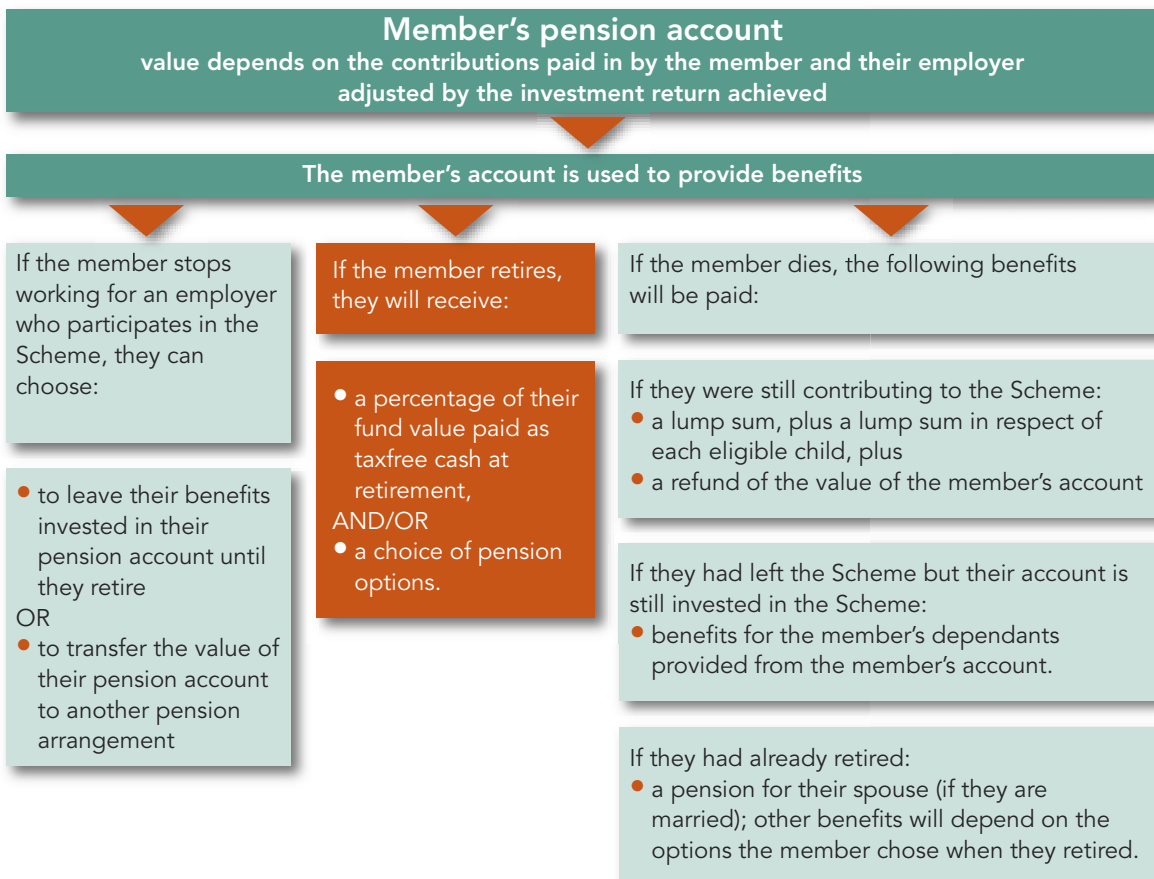 Member’s pension account
value depends on the contributions paid in by the member and their employer
adjusted by the investment return achieved
The member’s account is used to provide benefits
If the member stops
working for an employer
who participates in the
Scheme, they can
choose:
• to leave their benefits
invested in their
pension account until
they retire
OR
• to transfer the value of
their pension account
to another pension
arrangement
If the member retires,
they will receive:
• a percentage of their
fund value paid as
taxfree cash at
retirement,
AND/OR
• a choice of pension
options.
If the member dies, the following benefits
will be paid:
If they were still contributing to the Scheme:
• a lump sum, plus a lump sum in respect of
each eligible child, plus
• a refund of the value of the member’s account
If they had left the Scheme but their account is
still invested in the Scheme:
• benefits for the member’s dependants
provided from the member’s account.
If they had already retired:
• a pension for their spouse (if they are
married); other benefits will depend on the
options the member chose when they retired.